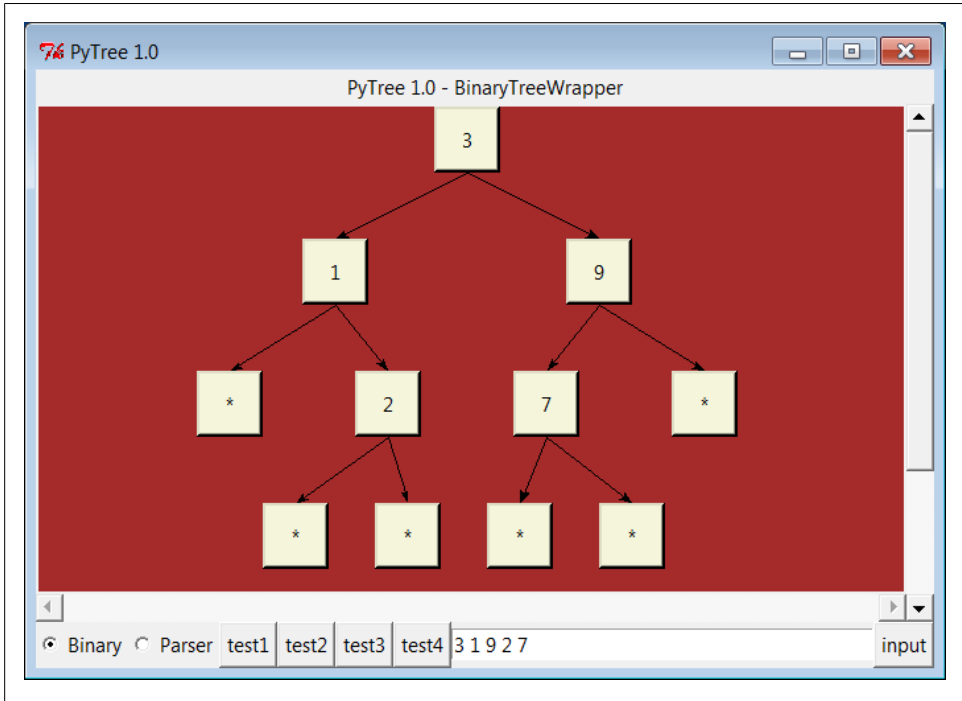 PyTree 1.0
PyTree 1.0 - BinaryTreeWrapper
3
1 9
* 2 7 *
* * * *
Binary Parser test1 test2 test3 test4 3 1 9 2 7 input